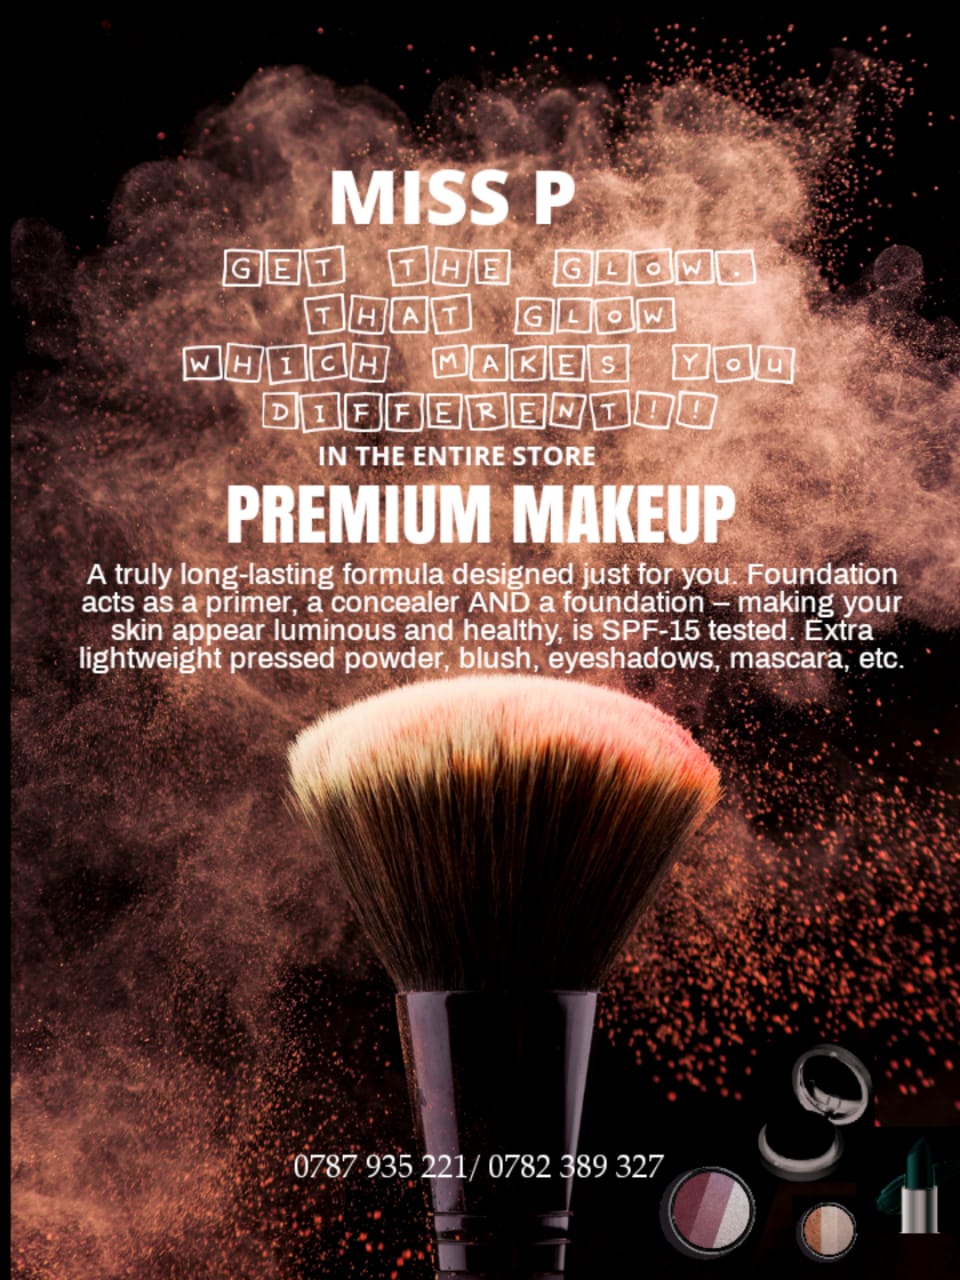 MISS P
GET THE GLOW.
THAT GLOW
WHICH MAKES YOU
DIFFERENT!!
IN THE ENTIRE STORE
PREMIUM MAKEUP
A truly long-lasting formula designed just for you. Foundation
acts as a primer, a concealer AND a foundation – making your
skin appear luminous and healthy, is SPF-15 tested. Extra
lightweight pressed powder, blush, eyeshadows, mascara, etc.
0787 935 221/ 0782 389 327